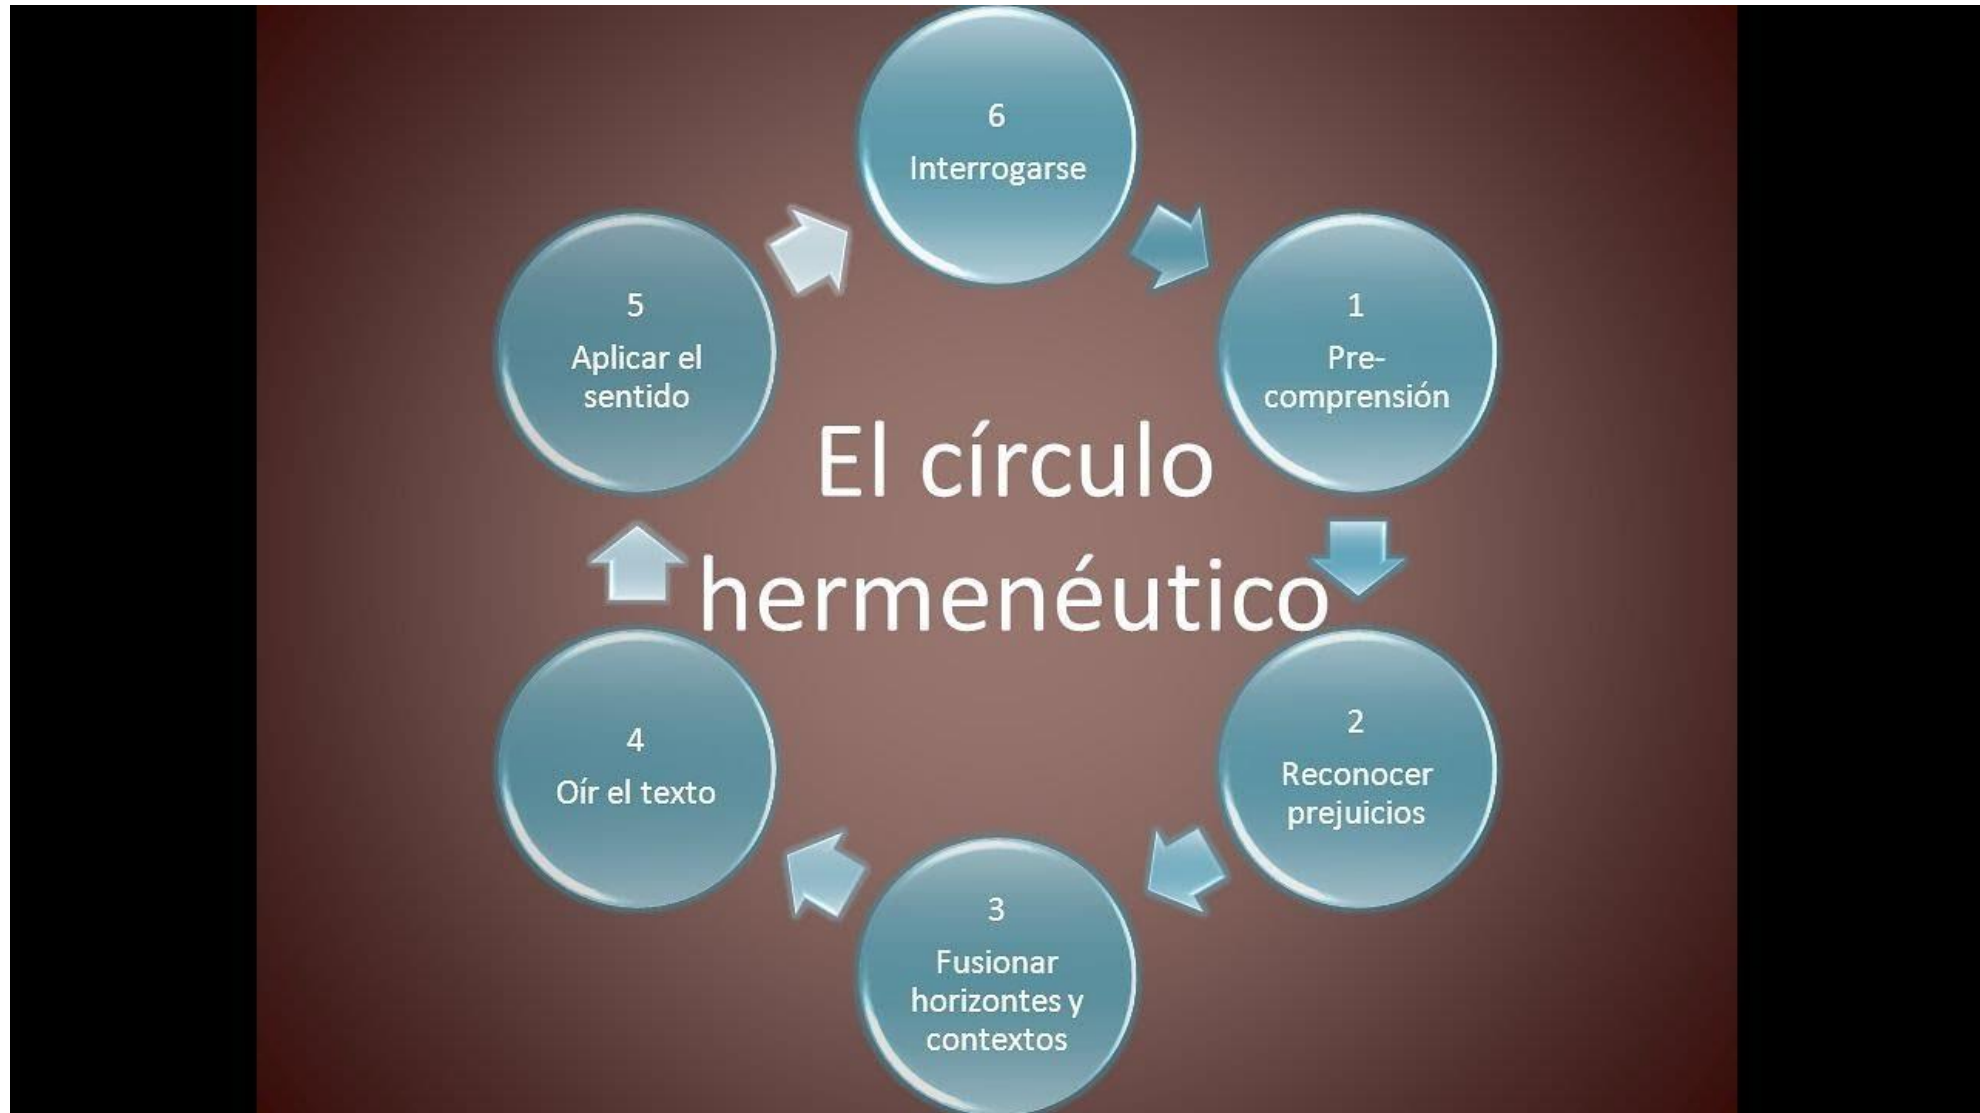 6
Interrogarse
1
Pre-
comprensión
2
Reconocer
prejuicios
3
Fusionar
horizontes y
contextos
4
Oír el texto
5
Aplicar el
sentido
El círculo
hermenéutico